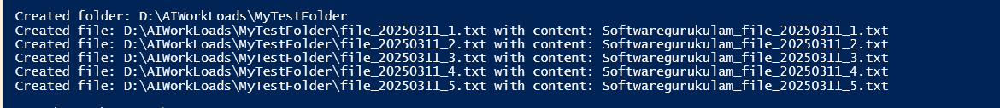 Created folder: D:\AIWorkLoads\MyTestFolder
Created file: D:\AIWorkLoads\MyTestFolder\file_20250311_1.txt with content: Softwaregurukulam_file_20250311_1.txt
Created file: D:\AIWorkLoads\MyTestFolder\file_20250311_2.txt with content: Softwaregurukulam_file_20250311_2.txt
Created file: D:\AIWorkLoads\MyTestFolder\file_20250311_3.txt with content: Softwaregurukulam_file_20250311_3.txt
Created file: D:\AIWorkLoads\MyTestFolder\file_20250311_4.txt with content: Softwaregurukulam_file_20250311_4.txt
Created file: D:\AIWorkLoads\MyTestFolder\file_20250311_5.txt with content: Softwaregurukulam_file_20250311_5.txt